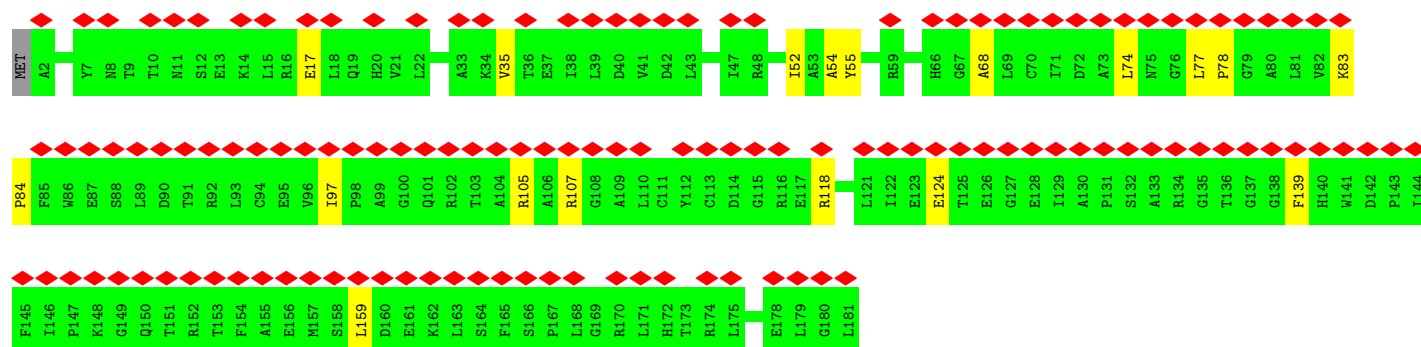 MET A2 Y7 N8 T9 T10 N11 S12 E13 K14 L15 R16 E17 L18 Q19 H20 V21 L22 A33 K34 V35 T36 E37 I38 L39 D40 V41 D42 L43 I47 R48 I52 A53 A54 Y55 R59 H66 G67 A68 L69 C70 I71 D72 A73 L74 N75 G76 L77 P78 G79 A80 L81 V82 K83
P84 F85 W86 E87 S88 L89 D90 T91 R92 L93 C94 E95 V96 I97 P98 A99 G100 Q101 R102 T103 A104 R105 A106 R107 G108 A109 L110 C111 Y112 C113 D114 G115 R116 E117 R118 L121 I122 E123 E124 T125 E126 G127 E128 I129 A130 P131 S132 A133 R134 G135 T136 G137 G138 F139 H140 W141 D142 P143 I144
F145 I146 P147 K148 G149 Q150 T151 R152 T153 F154 A155 E156 M157 S158 L159 D160 E161 K162 L163 S164 F165 S166 P167 L168 G169 R170 L171 H172 T173 R174 L175 E178 L179 G180 L181